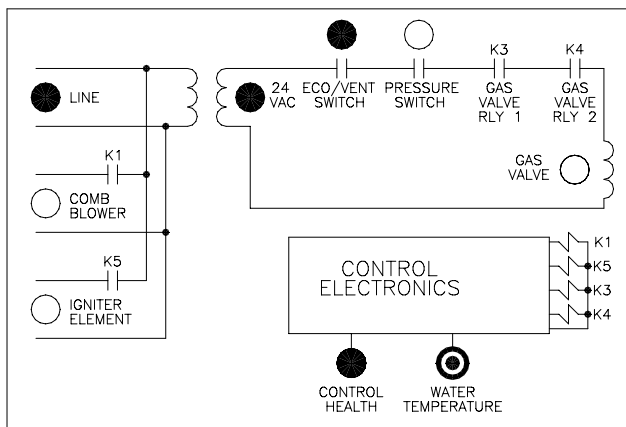 LINE
24
VAC
ECO/VENT
SWITCH
PRESSURE
SWITCH
K3
GAS
VALVE
RLY 1
K4
GAS
VALVE
RLY 2
K1
COMB
BLOWER
GAS
VALVE
K5
IGNITER
ELEMENT
CONTROL
ELECTRONICS
K1
K5
K3
K4
CONTROL
HEALTH
WATER
TEMPERATURE